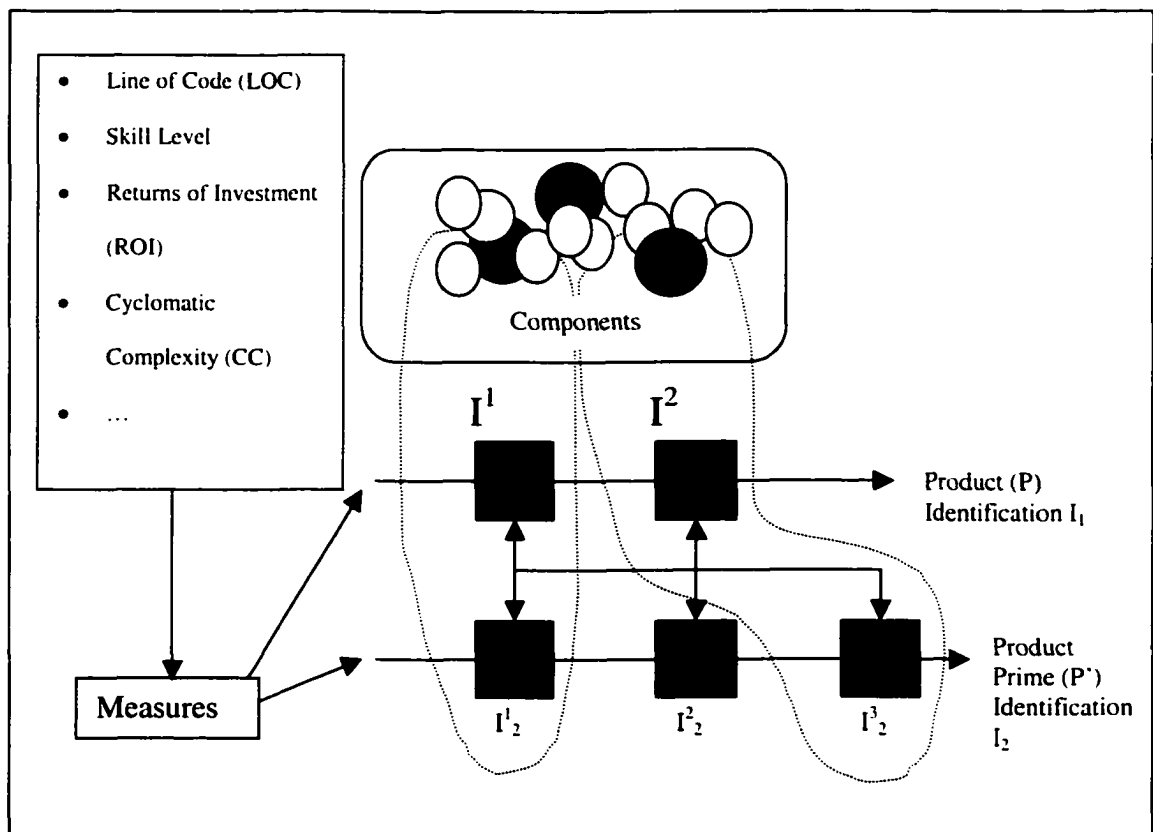 • Line of Code (LOC)
• Skill Level
• Returns of Investment
(ROI)
• Cyclomatic
Complexity (CC)
• …
Components
I¹ I²
Product (P)
Identification I₁
Measures
I¹₂ I²₂ I³₂
Product
Prime (P')
Identification
I₂